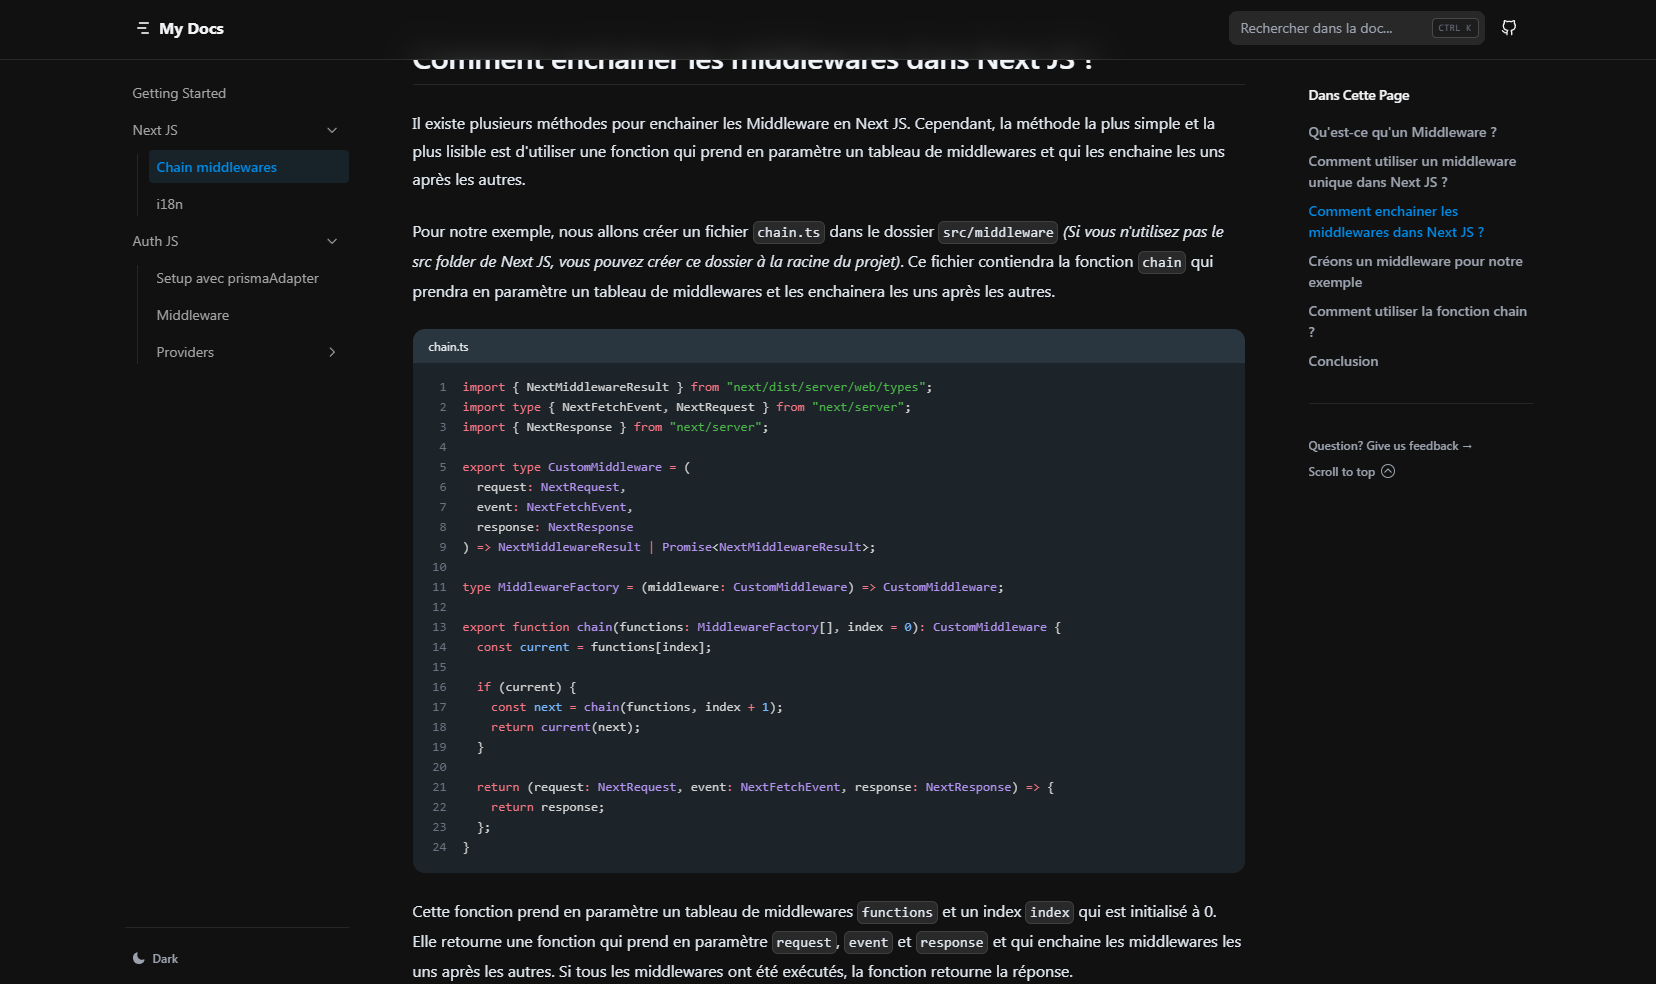 My Docs
Rechercher dans la doc...
CTRL K
Getting Started
Next JS
Chain middlewares
i18n
Auth JS
Setup avec prismaAdapter
Middleware
Providers
Dark
Comment enchainer les middlewares dans Next JS ?
Il existe plusieurs méthodes pour enchainer les Middleware en Next JS. Cependant, la méthode la plus simple et la
plus lisible est d'utiliser une fonction qui prend en paramètre un tableau de middlewares et qui les enchaine les uns
après les autres.
Pour notre exemple, nous allons créer un fichier chain.ts dans le dossier src/middleware (Si vous n'utilisez pas le
src folder de Next JS, vous pouvez créer ce dossier à la racine du projet). Ce fichier contiendra la fonction chain qui
prendra en paramètre un tableau de middlewares et les enchainera les uns après les autres.
chain.ts
1 import { NextMiddlewareResult } from "next/dist/server/web/types";
2 import type { NextFetchEvent, NextRequest } from "next/server";
3 import { NextResponse } from "next/server";
4
5 export type CustomMiddleware = (
6 request: NextRequest,
7 event: NextFetchEvent,
8 response: NextResponse
9 ) => NextMiddlewareResult | Promise<NextMiddlewareResult>;
10
11 type MiddlewareFactory = (middleware: CustomMiddleware) => CustomMiddleware;
12
13 export function chain(functions: MiddlewareFactory[], index = 0): CustomMiddleware {
14 const current = functions[index];
15
16 if (current) {
17 const next = chain(functions, index + 1);
18 return current(next);
19 }
20
21 return (request: NextRequest, event: NextFetchEvent, response: NextResponse) => {
22 return response;
23 };
24 }
Cette fonction prend en paramètre un tableau de middlewares functions et un index index qui est initialisé à 0.
Elle retourne une fonction qui prend en paramètre request, event et response et qui enchaine les middlewares les
uns après les autres. Si tous les middlewares ont été exécutés, la fonction retourne la réponse.
Dans Cette Page
Qu'est-ce qu'un Middleware ?
Comment utiliser un middleware
unique dans Next JS ?
Comment enchainer les
middlewares dans Next JS ?
Créons un middleware pour notre
exemple
Comment utiliser la fonction chain
?
Conclusion
Question? Give us feedback →
Scroll to top